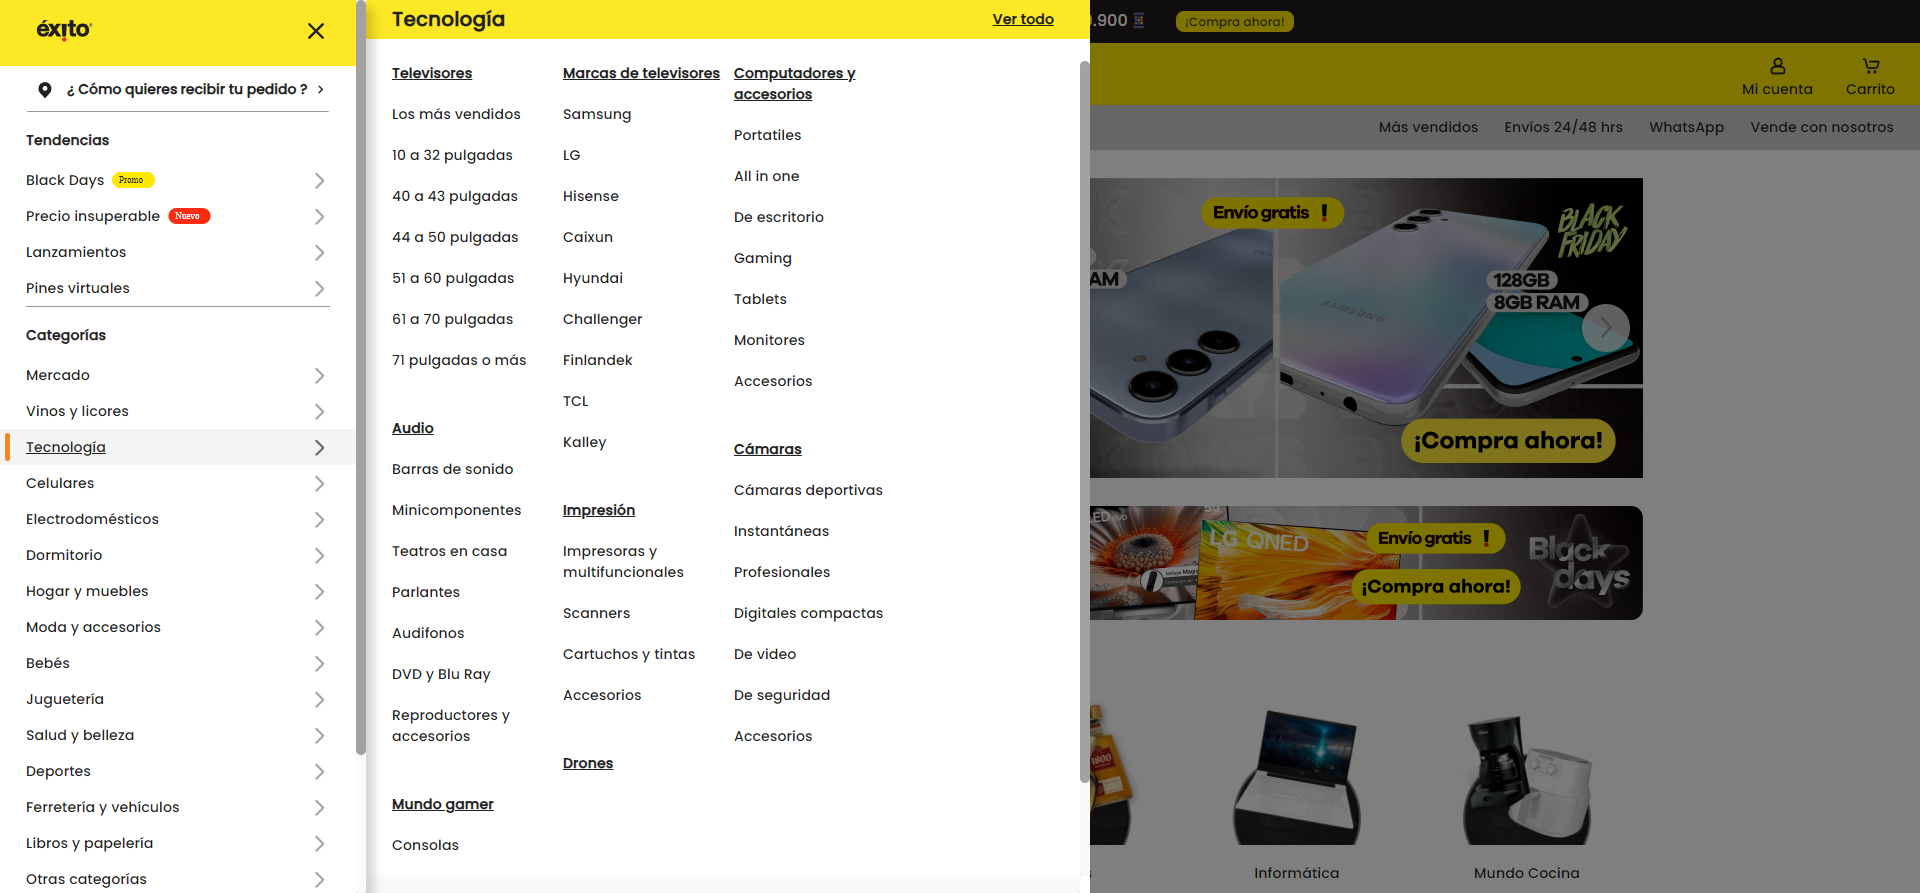 éxito
¿ Cómo quieres recibir tu pedido ?
Tendencias
Black Days Promo
Precio insuperable Nuevo
Lanzamientos
Pines virtuales
Categorías
Mercado
Vinos y licores
Tecnología
Celulares
Electrodomésticos
Dormitorio
Hogar y muebles
Moda y accesorios
Bebés
Juguetería
Salud y belleza
Deportes
Ferretería y vehículos
Libros y papelería
Otras categorías
Tecnología
Ver todo
Televisores
Los más vendidos
10 a 32 pulgadas
40 a 43 pulgadas
44 a 50 pulgadas
51 a 60 pulgadas
61 a 70 pulgadas
71 pulgadas o más
Audio
Barras de sonido
Minicomponentes
Teatros en casa
Parlantes
Audifonos
DVD y Blu Ray
Reproductores y
accesorios
Mundo gamer
Consolas
Marcas de televisores
Samsung
LG
Hisense
Caixun
Hyundai
Challenger
Finlandek
TCL
Kalley
Impresión
Impresoras y
multifuncionales
Scanners
Cartuchos y tintas
Accesorios
Drones
Computadores y
accesorios
Portatiles
All in one
De escritorio
Gaming
Tablets
Monitores
Accesorios
Cámaras
Cámaras deportivas
Instantáneas
Profesionales
Digitales compactas
De video
De seguridad
Accesorios
.900
¡Compra ahora!
Mi cuenta
Carrito
Más vendidos
Envíos 24/48 hrs
WhatsApp
Vende con nosotros
Envío gratis !
BLACK
FRIDAY
AM
SAMSUNG
128GB
8GB RAM
¡Compra ahora!
LG QNED
Envío gratis !
¡Compra ahora!
Black
days
1800
Informática
Mundo Cocina